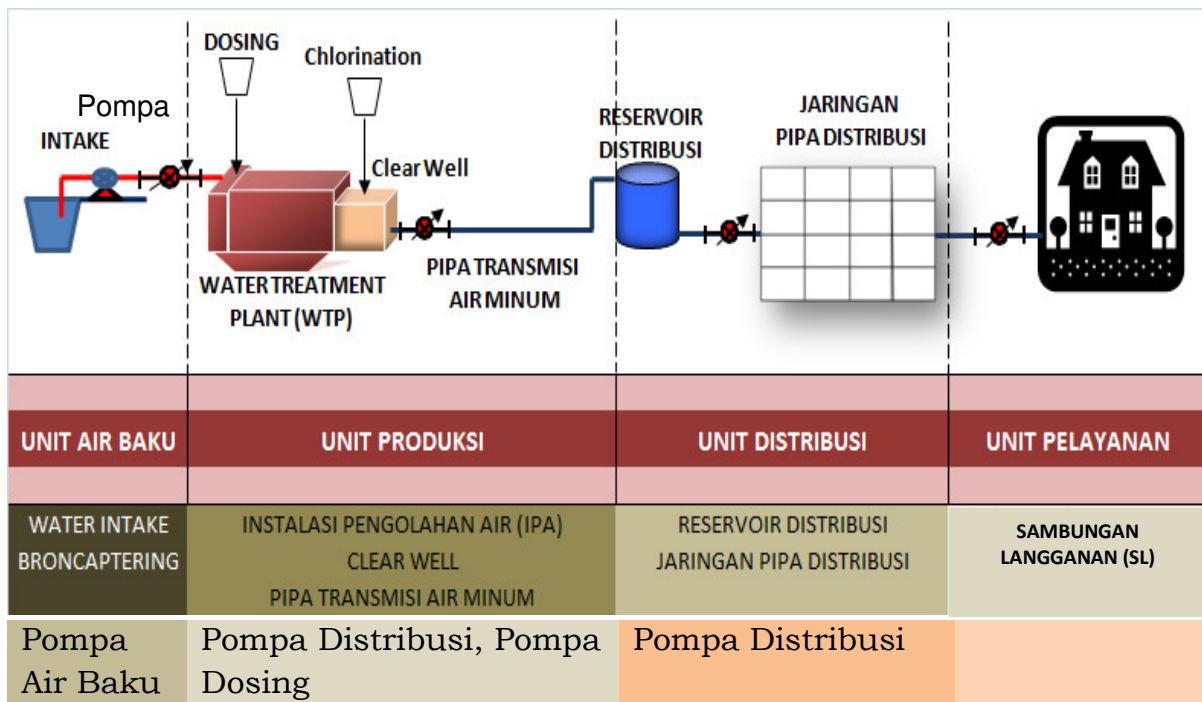 DOSING
Chlorination
Pompa
INTAKE
Clear Well
WATER TREATMENT
PLANT (WTP)
PIPA TRANSMISI
AIR MINUM
RESERVOIR
DISTRIBUSI
JARINGAN
PIPA DISTRIBUSI
UNIT AIR BAKU
UNIT PRODUKSI
UNIT DISTRIBUSI
UNIT PELAYANAN
WATER INTAKE
BRONCAPTERING
INSTALASI PENGOLAHAN AIR (IPA)
CLEAR WELL
PIPA TRANSMISI AIR MINUM
RESERVOIR DISTRIBUSI
JARINGAN PIPA DISTRIBUSI
SAMBUNGAN
LANGGANAN (SL)
Pompa
Air Baku
Pompa Distribusi, Pompa
Dosing
Pompa Distribusi